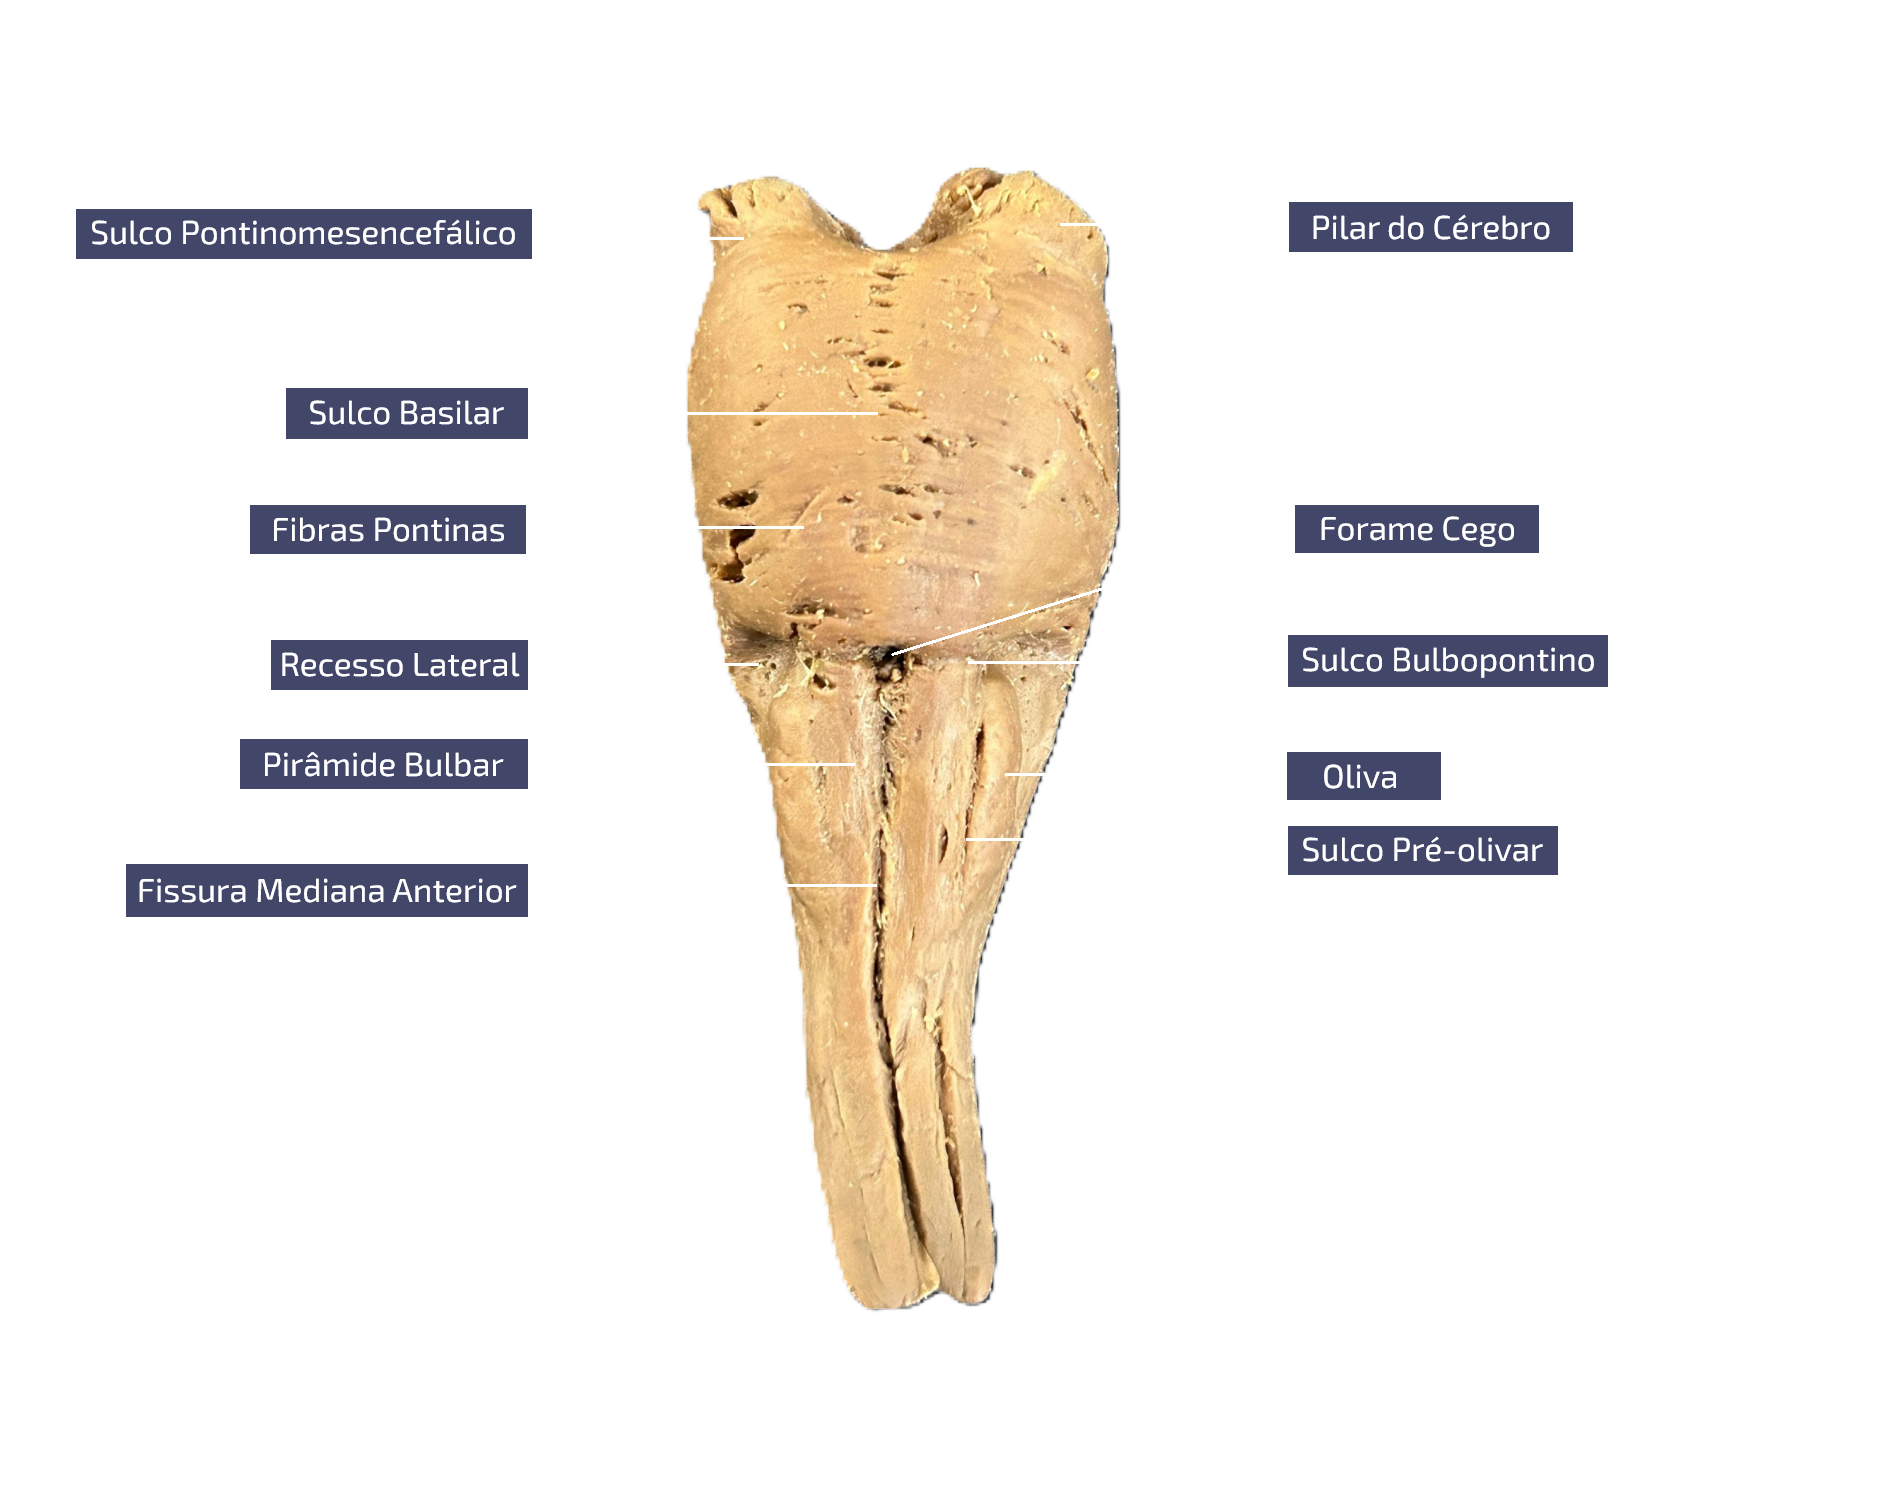 Sulco Pontinomesencefálico
Pilar do Cérebro
Sulco Basilar
Fibras Pontinas
Forame Cego
Recesso Lateral
Sulco Bulbopontino
Pirâmide Bulbar
Oliva
Sulco Pré-olivar
Fissura Mediana Anterior